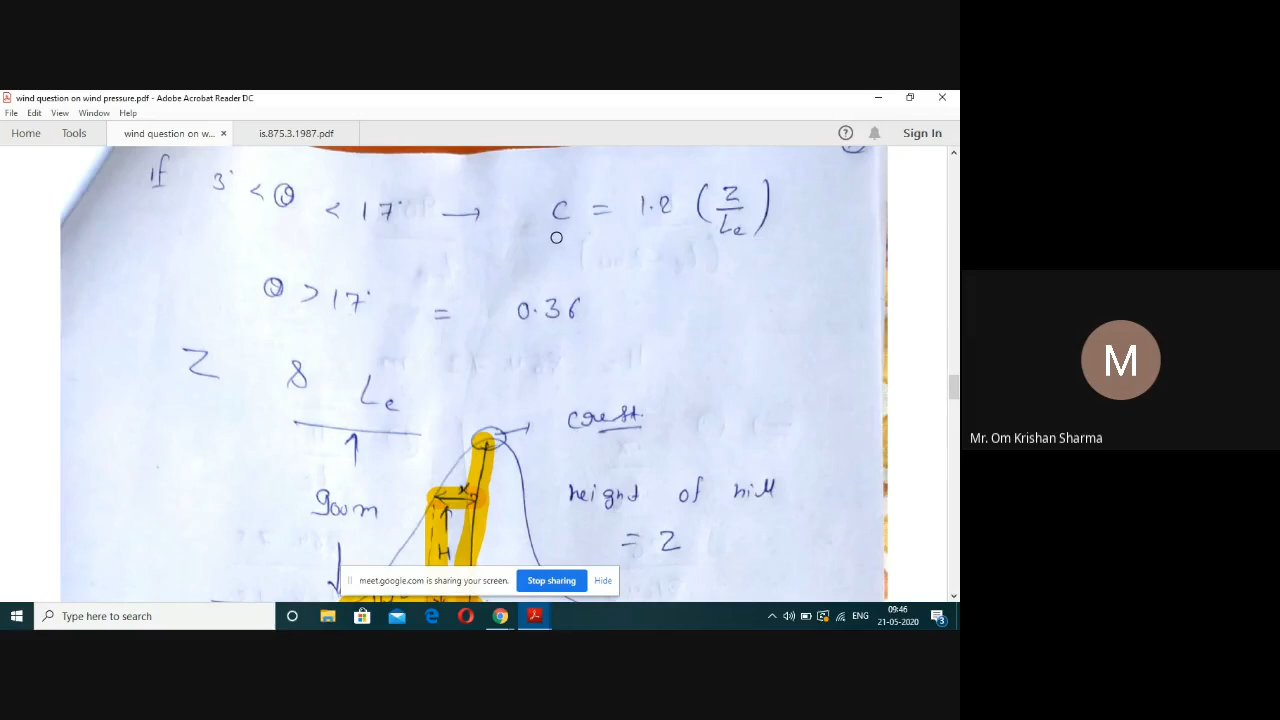 wind question on wind pressure.pdf - Adobe Acrobat Reader DC
File Edit View Window Help
Home Tools wind question on w... × is.875.3.1987.pdf Sign In
If 3° < θ < 17° → C = 1.2 (Z/Le)
θ > 17° = 0.36
Z & Le
crest.
900m
x
height of hill
H
= Z
meet.google.com is sharing your screen. Stop sharing Hide
M
Mr. Om Krishan Sharma
Type here to search
ENG
09:46
21-05-2020
3